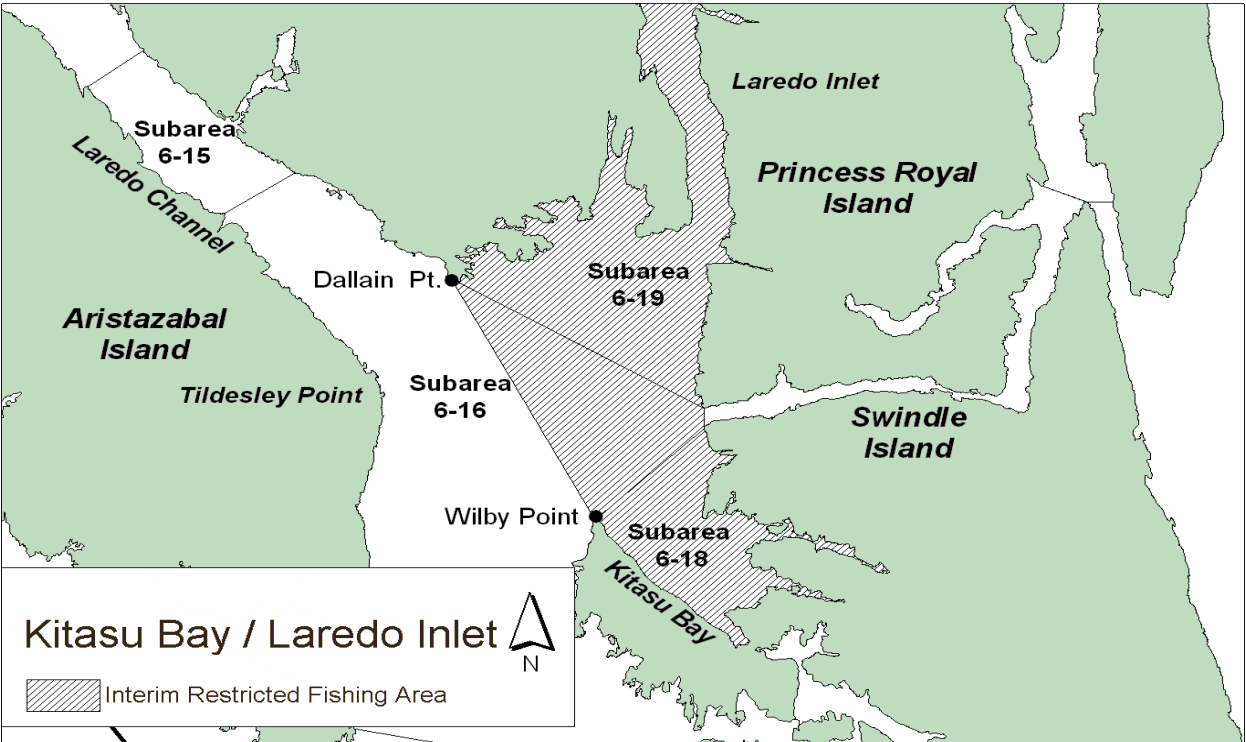 Laredo Inlet
Subarea
6-15
Laredo Channel
Princess Royal
Island
Dallain Pt.
Subarea
6-19
Aristazabal
Island
Tildesley Point
Subarea
6-16
Swindle
Island
Wilby Point
Subarea
6-18
Kitasu Bay
Kitasu Bay / Laredo Inlet
N
Interim Restricted Fishing Area